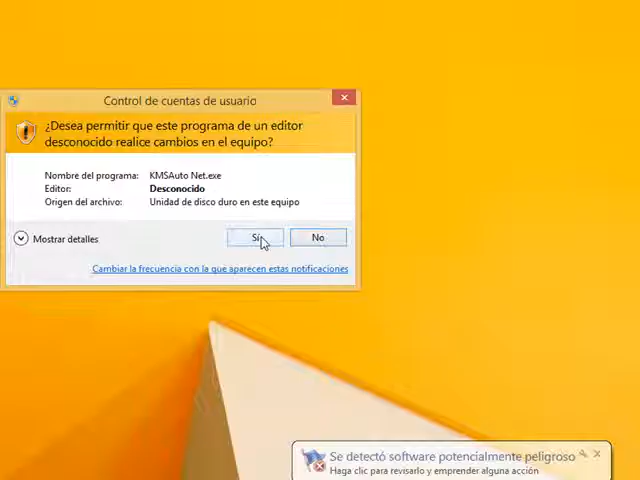 Control de cuentas de usuario
¿Desea permitir que este programa de un editor
desconocido realice cambios en el equipo?
Nombre del programa: KMSAuto Net.exe
Editor: Desconocido
Origen del archivo: Unidad de disco duro en este equipo
Mostrar detalles
Sí
No
Cambiar la frecuencia con la que aparecen estas notificaciones
Se detectó software potencialmente peligroso
Haga clic para revisarlo y emprender alguna acción